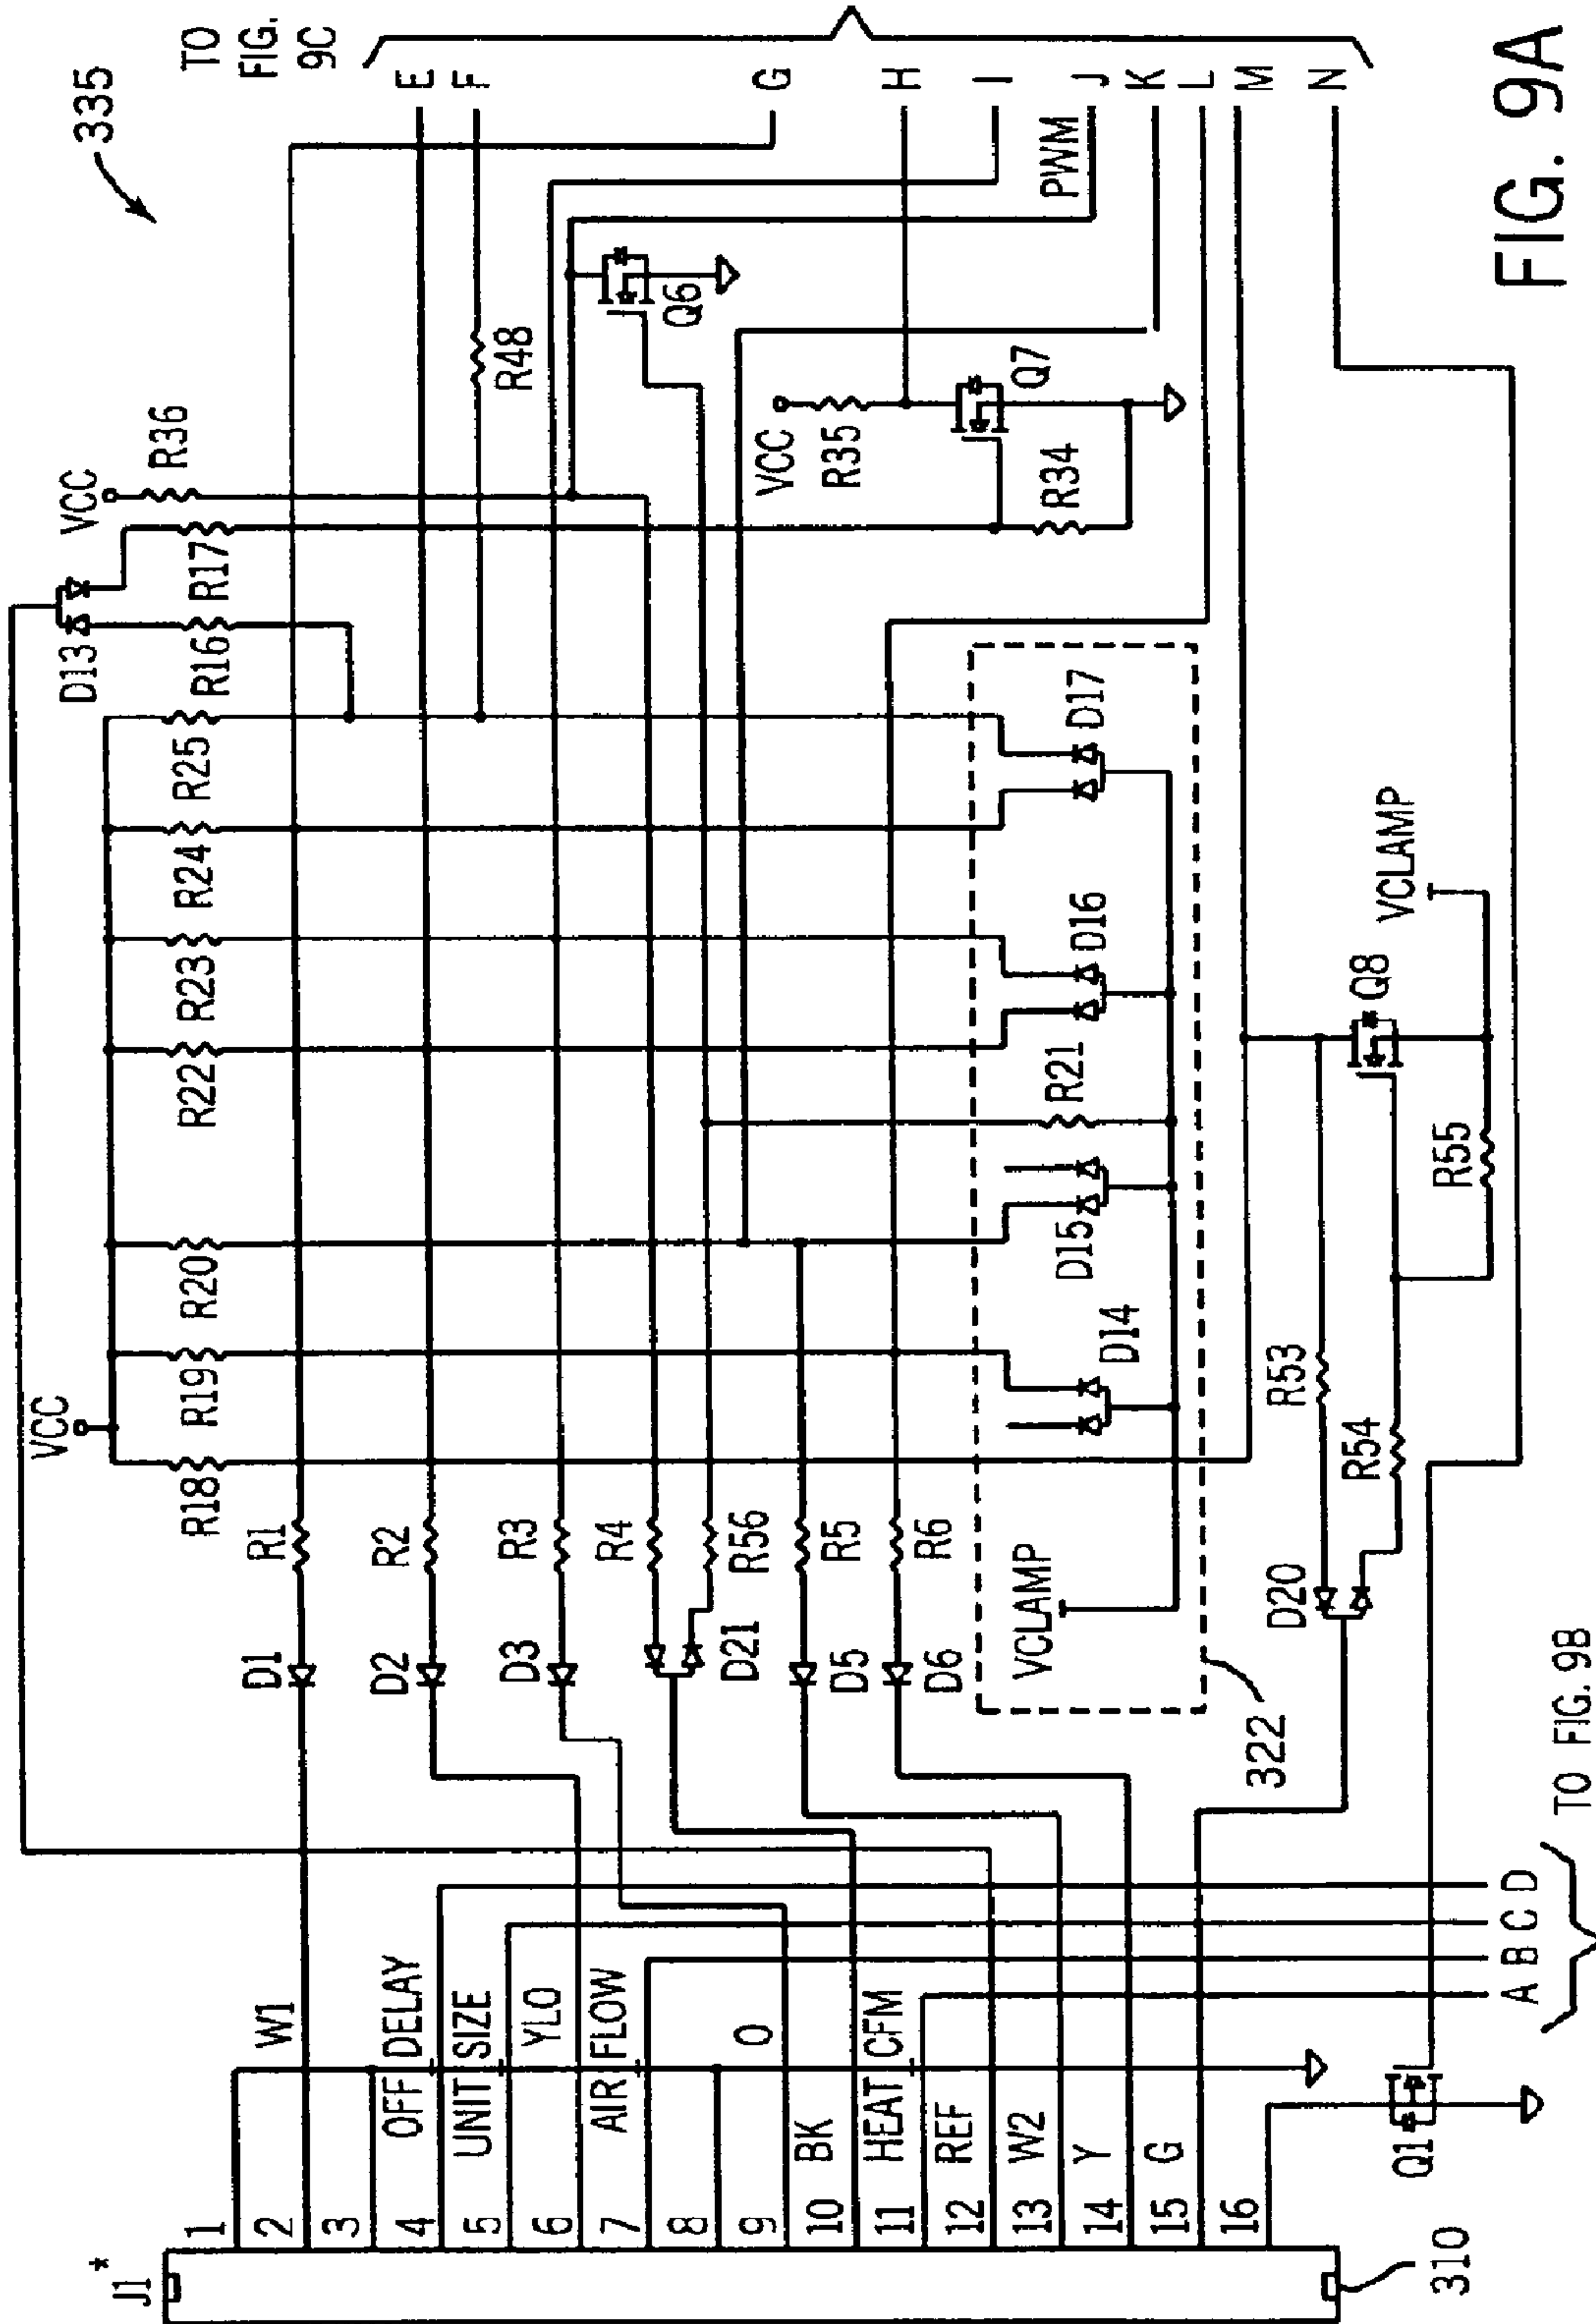 335
TO
FIG.
9C
E
F
G
H
I
J
K
L
M
N
PWM
VCC
R36
D13
R16
R17
R48
Q6
VCC
R35
Q7
R34
VCC
R18
R19
R20
R22
R23
R24
R25
D1
R1
D2
R2
D3
R3
D21
R4
R56
D5
R5
D6
R6
VCLAMP
D14
D15
R21
D16
D17
322
D20
R53
R54
R55
Q8
VCLAMP
J1*
1
2 W1
3
4 OFF DELAY
5 UNIT SIZE
6 YLO
7 AIR FLOW
8
9 O
10 BK
11 HEAT CFM
12 REF
13 W2
14 Y
15 G
16
310
Q1
A B C D
TO FIG. 9B
FIG. 9A